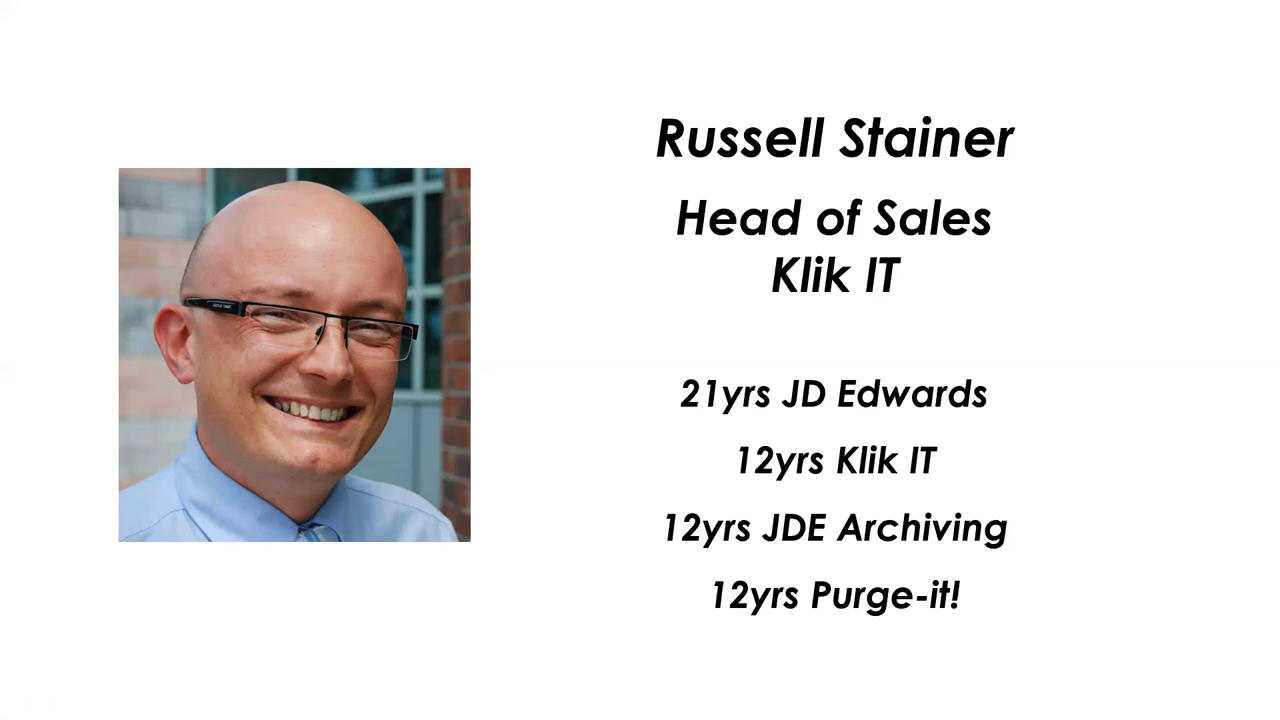 Russell Stainer
Head of Sales
Klik IT
21yrs JD Edwards
12yrs Klik IT
12yrs JDE Archiving
12yrs Purge-it!